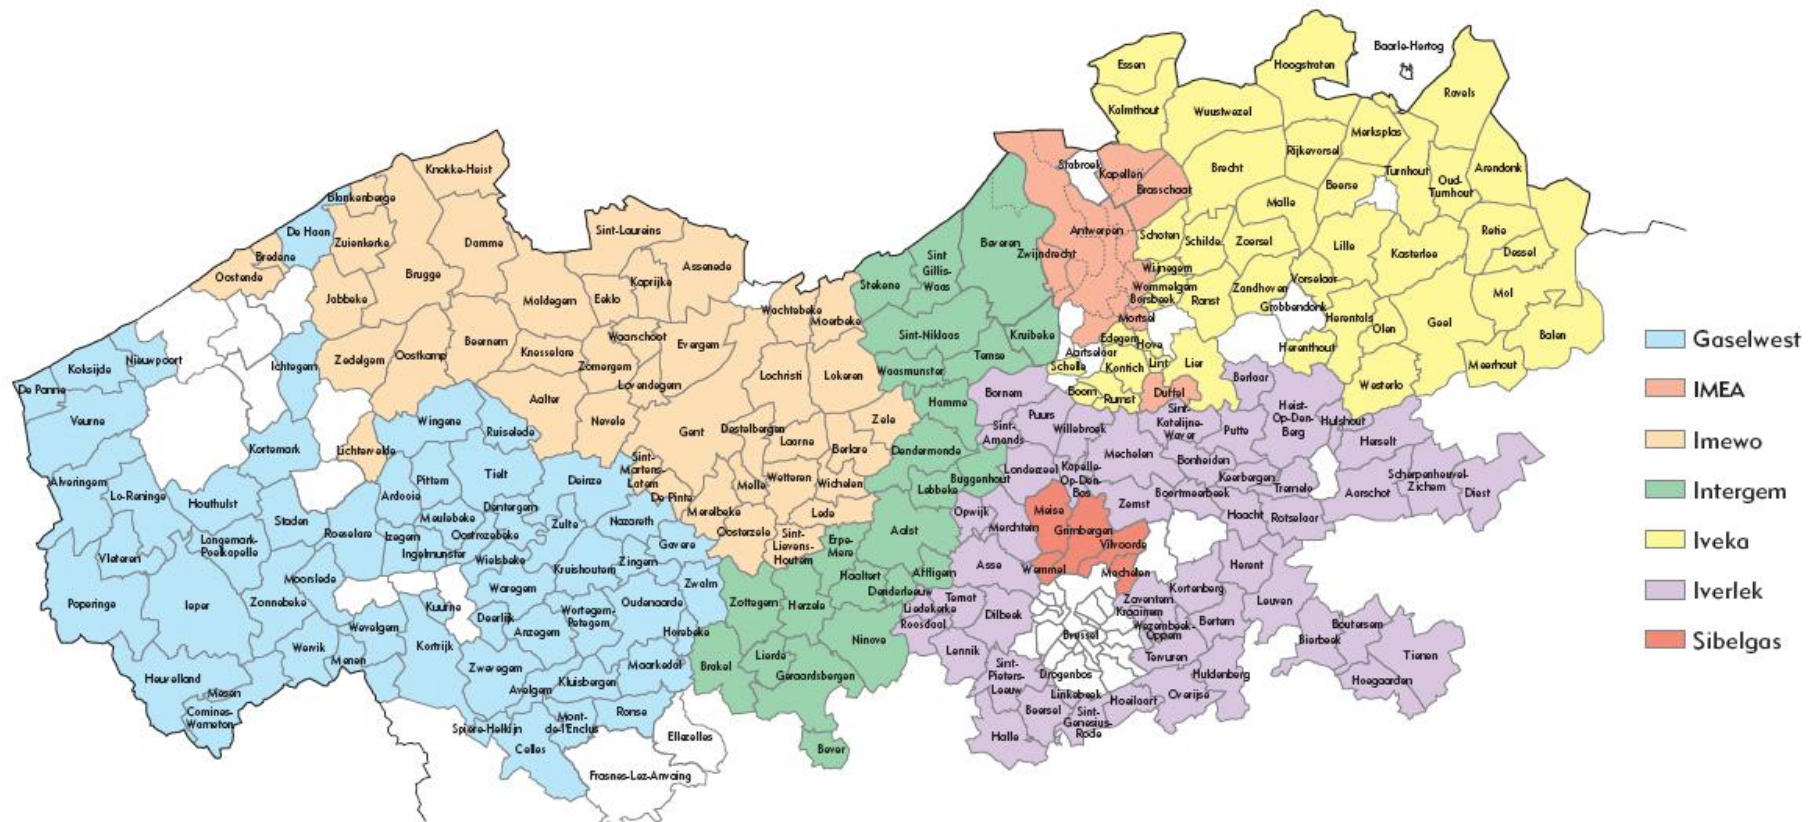 Essen
Hoogstraten
Baarle-Hertog
Ravels
Kalmthout
Wuustwezel
Merksplas
Rijkevorsel
Brecht
Turnhout
Arendonk
Oud-
Turnhout
Beerse
Malle
Stabroek
Kapellen
Brasschaat
Antwerpen
Schoten
Schilde
Zoersel
Lille
Kasterlee
Retie
Dessel
Mol
Wijnegem
Wommelgem
Borsbeek
Ranst
Zandhoven
Vorselaar
Grobbendonk
Herentals
Olen
Geel
Balen
Meerhout
Westerlo
Herenthout
Mortsel
Edegem
Hove
Aartselaar
Kontich
Lint
Lier
Schelle
Boom
Rumst
Duffel
Knokke-Heist
Blankenberge
De Haan
Zuienkerke
Damme
Sint-Laureins
Bredene
Oostende
Brugge
Jabbeke
Maldegem
Eeklo
Kaprijke
Assenede
Wachtebeke
Moerbeke
Stekene
Sint
Gillis-
Waas
Beveren
Zwijndrecht
Sint-Niklaas
Kruibeke
Temse
Waasmunster
Koksijde
Nieuwpoort
De Panne
Veurne
Ichtegem
Zedelgem
Oostkamp
Beernem
Knesselare
Waarschoot
Zomergem
Evergem
Lovendegem
Lochristi
Lokeren
Aalter
Nevele
Gent
Destelbergen
Laarne
Zele
Berlare
Hamme
Dendermonde
Buggenhout
Lebbeke
Wingene
Ruiselede
Lichtervelde
Kortemark
Pittem
Tielt
Deinze
Sint-
Martens-
Latem
De Pinte
Melle
Wetteren
Wichelen
Merelbeke
Lede
Oosterzele
Sint-
Lievens-
Houtem
Erpe-
Mere
Aalst
Alveringem
Lo-Reninge
Houthulst
Staden
Ardooie
Dentergem
Meulebeke
Zulte
Nazareth
Roeselare
Izegem
Oostrozebeke
Ingelmunster
Wielsbeke
Gavere
Langemark-
Poelkapelle
Vleteren
Moorslede
Kruishoutem
Zingem
Zwalm
Poperinge
Ieper
Zonnebeke
Waregem
Oudenaarde
Wortegem-
Petegem
Kuurne
Deerlijk
Anzegem
Horebeke
Wevelgem
Kortrijk
Wervik
Menen
Zwevegem
Maarkedal
Heuvelland
Mesen
Avelgem
Kluisbergen
Comines-
Warneton
Spiere-Helkijn
Mont-
de-l'Enclus
Ronse
Celles
Ellezelles
Frasnes-Lez-Anvaing
Zottegem
Herzele
Haaltert
Affligem
Denderleeuw
Brakel
Lierde
Ninove
Geraardsbergen
Bever
Bornem
Puurs
Sint-
Amands
Willebroek
Sint-
Katelijne-
Waver
Berlaar
Putte
Heist-
Op-Den-
Berg
Hulshout
Herselt
Mechelen
Bonheiden
Londerzeel
Kapelle-
Op-Den-
Bos
Keerbergen
Tremelo
Boortmeerbeek
Scherpenheuvel-
Zichem
Aarschot
Diest
Meise
Zemst
Opwijk
Merchtem
Grimbergen
Vilvoorde
Haacht
Rotselaar
Asse
Wemmel
Machelen
Herent
Kortenberg
Ternat
Liedekerke
Roosdaal
Dilbeek
Zaventem
Kraainem
Wezembeek-
Oppem
Leuven
Bertem
Brussel
Lennik
Tervuren
Boutersem
Bierbeek
Tienen
Hoegaarden
Sint-
Pieters-
Leeuw
Drogenbos
Huldenberg
Linkebeek
Hoeilaart
Overijse
Beersel
Sint-
Genesius-
Rode
Halle
Gaselwest
IMEA
Imewo
Intergem
Iveka
Iverlek
Sibelgas